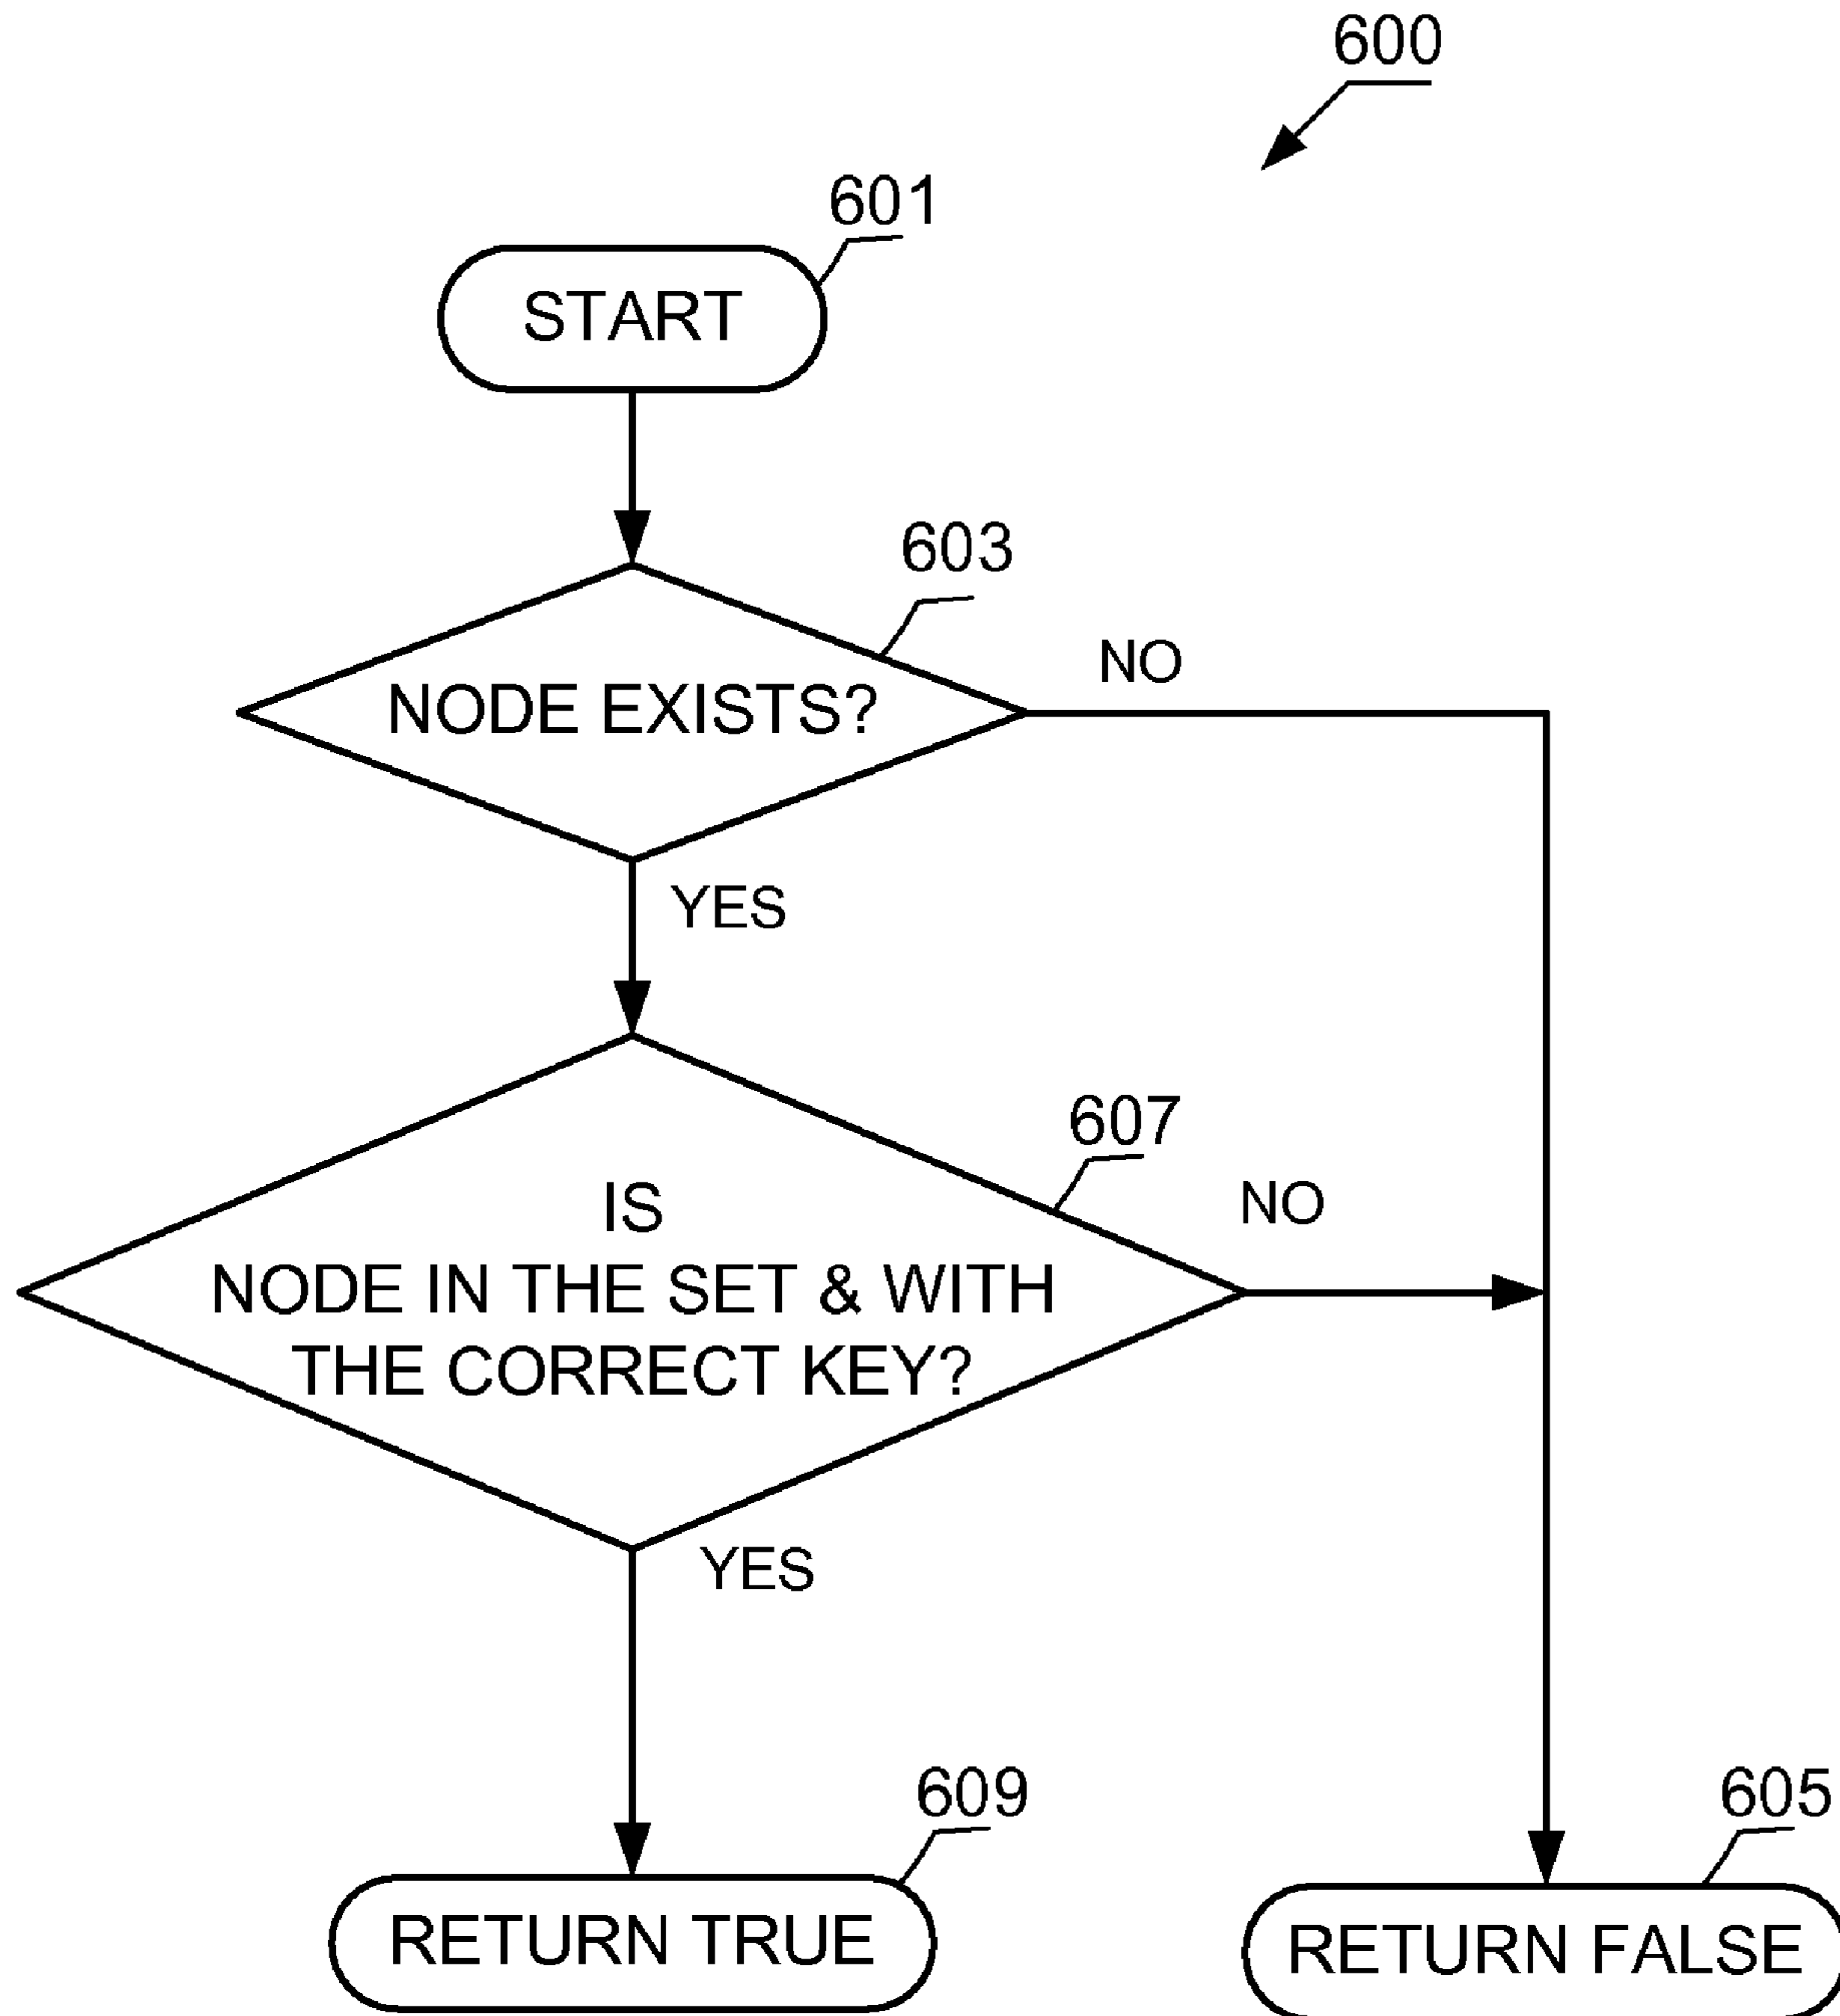 600
601
START
603
NODE EXISTS?
NO
YES
607
IS
NODE IN THE SET & WITH
THE CORRECT KEY?
NO
YES
609
RETURN TRUE
605
RETURN FALSE